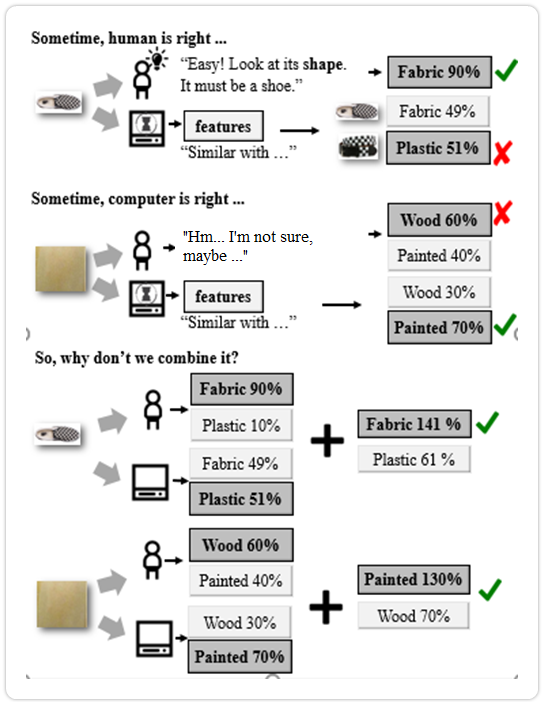 Sometime, human is right ...
“Easy! Look at its shape.
It must be a shoe.”
Fabric 90%
features
“Similar with …”
Fabric 49%
Plastic 51%
Sometime, computer is right ...
"Hm... I'm not sure,
maybe ..."
Wood 60%
Painted 40%
features
“Similar with …”
Wood 30%
Painted 70%
So, why don’t we combine it?
Fabric 90%
Plastic 10%
Fabric 49%
Plastic 51%
Fabric 141 %
Plastic 61 %
Wood 60%
Painted 40%
Wood 30%
Painted 70%
Painted 130%
Wood 70%